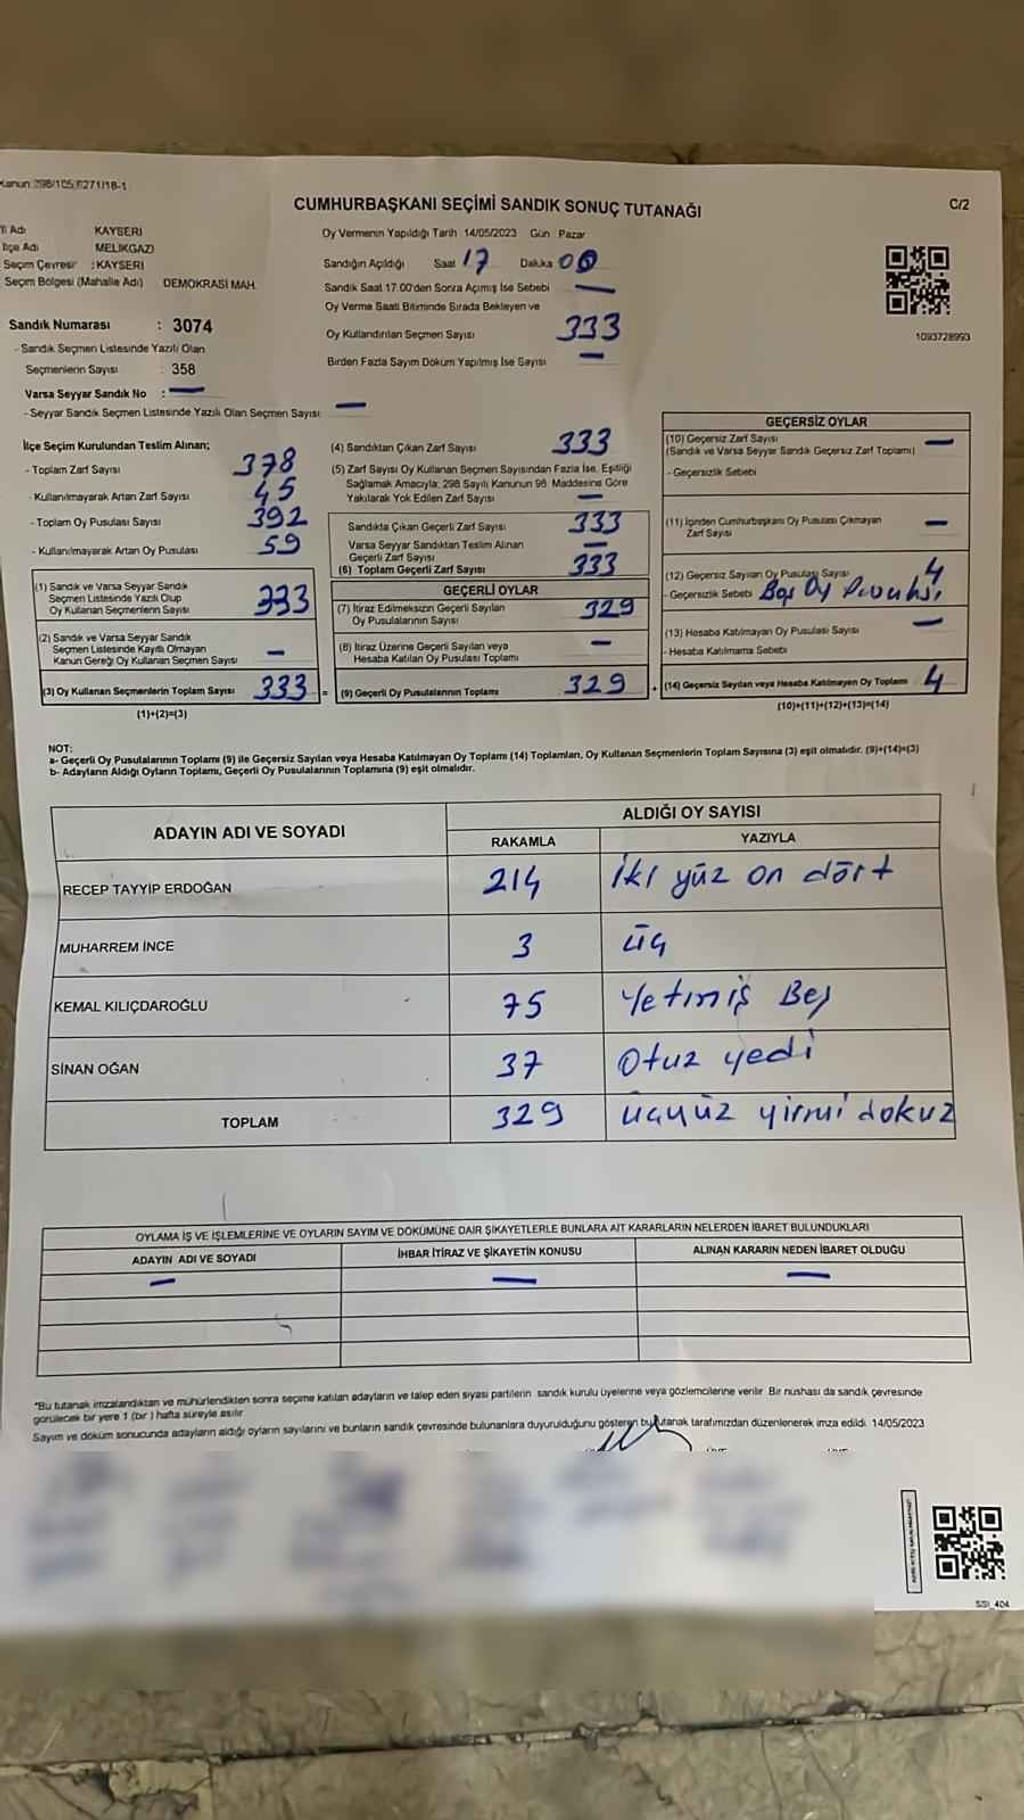 Kanun 298/105,6271/18-1
CUMHURBAŞKANI SEÇİMİ SANDIK SONUÇ TUTANAĞI
C/2
İl Adı KAYSERİ
İlçe Adı MELİKGAZİ
Seçim Çevresi : KAYSERİ
Seçim Bölgesi (Mahalle Adı) DEMOKRASİ MAH.
Sandık Numarası : 3074
- Sandık Seçmen Listesinde Yazılı Olan
Seçmenlerin Sayısı : 358
Varsa Seyyar Sandık No : —
- Seyyar Sandık Seçmen Listesinde Yazılı Olan Seçmen Sayısı —
Oy Vermenin Yapıldığı Tarih 14/05/2023 Gün Pazar
Sandığın Açıldığı Saat 17 Dakika 00
Sandık Saat 17.00'den Sonra Açımış İse Sebebi —
Oy Verme Saati Bitiminde Sırada Bekleyen ve
Oy Kullandırılan Seçmen Sayısı 333
Birden Fazla Sayım Döküm Yapılmış İse Sayısı —
1093728993
İlçe Seçim Kurulundan Teslim Alınan;
- Toplam Zarf Sayısı 378
- Kullanılmayarak Artan Zarf Sayısı 45
- Toplam Oy Pusulası Sayısı 392
- Kullanılmayarak Artan Oy Pusulası 59
(1) Sandık ve Varsa Seyyar Sandık
Seçmen Listesinde Yazılı Olup
Oy Kullanan Seçmenlerin Sayısı 333
(2) Sandık ve Varsa Seyyar Sandık
Seçmen Listesinde Kayıtlı Olmayan
Kanun Gereği Oy Kullanan Seçmen Sayısı —
(3) Oy Kullanan Seçmenlerin Toplam Sayısı 333 =
(1)+(2)=(3)
(4) Sandıktan Çıkan Zarf Sayısı 333
(5) Zarf Sayısı Oy Kullanan Seçmen Sayısından Fazla İse, Eşitliği
Sağlamak Amacıyla; 298 Sayılı Kanunun 98. Maddesine Göre
Yakılarak Yok Edilen Zarf Sayısı —
Sandıkta Çıkan Geçerli Zarf Sayısı 333
Varsa Seyyar Sandıktan Teslim Alınan
Geçerli Zarf Sayısı —
(6) Toplam Geçerli Zarf Sayısı 333
GEÇERLİ OYLAR
(7) İtiraz Edilmeksizin Geçerli Sayılan
Oy Pusulalarının Sayısı 329
(8) İtiraz Üzerine Geçerli Sayılan veya
Hesaba Katılan Oy Pusulası Toplamı —
(9) Geçerli Oy Pusulalarının Toplamı 329 +
GEÇERSİZ OYLAR
(10) Geçersiz Zarf Sayısı —
(Sandık ve Varsa Seyyar Sandık Geçersiz Zarf Toplamı)
- Geçersizlik Sebebi
(11) İçinden Cumhurbaşkanı Oy Pusulası Çıkmayan
Zarf Sayısı —
(12) Geçersiz Sayılan Oy Pusulası Sayısı 4
- Geçersizlik Sebebi Boş Oy
(13) Hesaba Katılmayan Oy Pusulası Sayısı —
- Hesaba Katılmama Sebebi
(14) Geçersiz Sayılan veya Hesaba Katılmayan Oy Toplamı 4
(10)+(11)+(12)+(13)=(14)
NOT:
a- Geçerli Oy Pusulalarının Toplamı (9) ile Geçersiz Sayılan veya Hesaba Katılmayan Oy Toplamı (14) Toplamları, Oy Kullanan Seçmenlerin Toplam Sayısına (3) eşit olmalıdır. (9)+(14)=(3)
b- Adayların Aldığı Oyların Toplamı, Geçerli Oy Pusulalarının Toplamına (9) eşit olmalıdır.
ADAYIN ADI VE SOYADI ALDIĞI OY SAYISI
RAKAMLA YAZIYLA
RECEP TAYYİP ERDOĞAN 214 İki yüz on dört
MUHARREM İNCE 3 üç
KEMAL KILIÇDAROĞLU 75 Yetmiş Beş
SİNAN OĞAN 37 Otuz yedi
TOPLAM 329 üçyüz yirmi dokuz
OYLAMA İŞ VE İŞLEMLERİNE VE OYLARIN SAYIM VE DÖKÜMÜNE DAİR ŞİKAYETLERLE BUNLARA AİT KARARLARIN NELERDEN İBARET BULUNDUKLARI
ADAYIN ADI VE SOYADI İHBAR İTİRAZ VE ŞİKAYETİN KONUSU ALINAN KARARIN NEDEN İBARET OLDUĞU
— — —
"Bu tutanak imzalandıktan ve mühürlendikten sonra seçime katılan adayların ve talep eden siyasi partilerin sandık kurulu üyelerine veya gözlemcilerine verilir. Bir nüshası da sandık çevresinde
görülecek bir yere 1 (bir ) hafta süreyle asılır
Sayım ve döküm sonucunda adayların aldığı oyların sayılarını ve bunların sandık çevresinde bulunanlara duyurulduğunu gösteren bu tutanak tarafımızdan düzenlenerek imza edildi. 14/05/2023
SSI_404